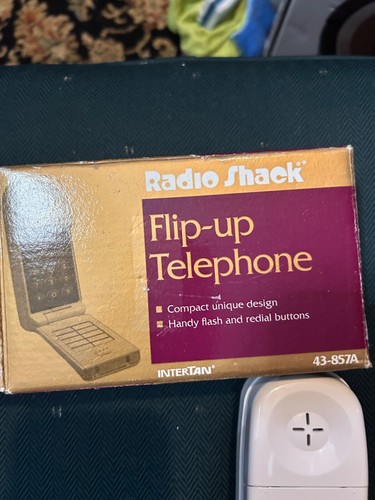 Radio Shack
Flip-up
Telephone
Compact unique design
Handy flash and redial buttons
INTERTAN
43-857A